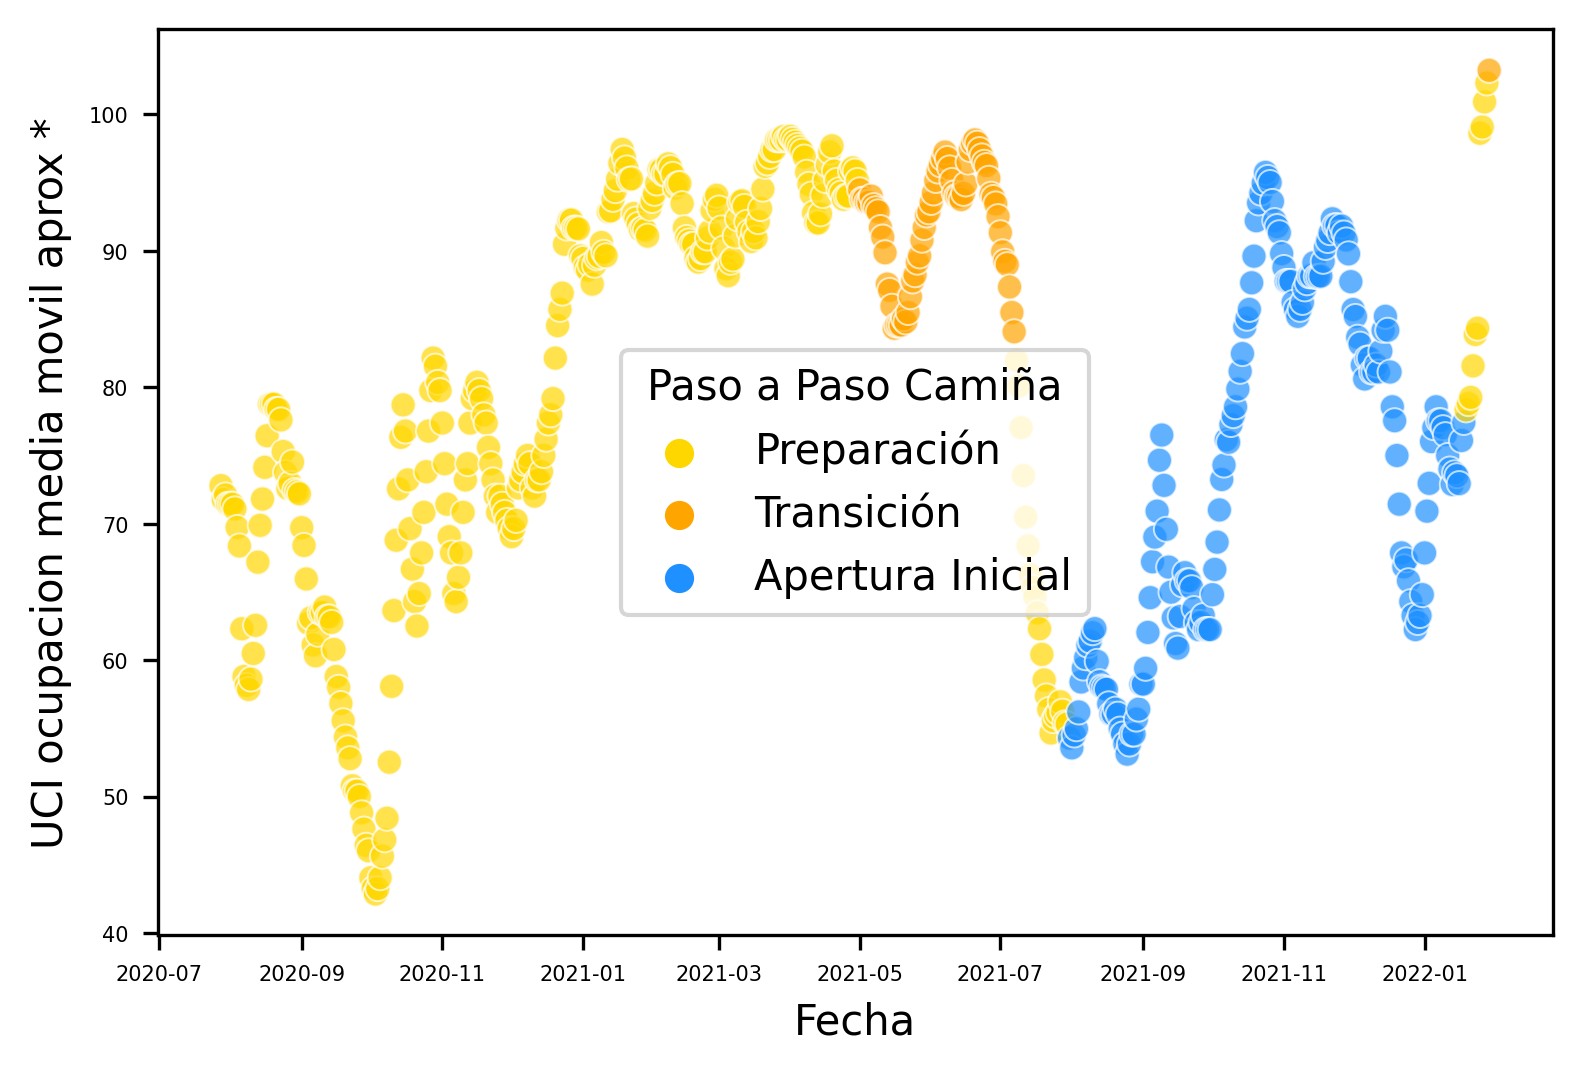 UCI ocupacion media movil aprox *
100
90
80
70
60
50
40
Paso a Paso Camiña
Preparación
Transición
Apertura Inicial
2020-07 2020-09 2020-11 2021-01 2021-03 2021-05 2021-07 2021-09 2021-11 2022-01
Fecha